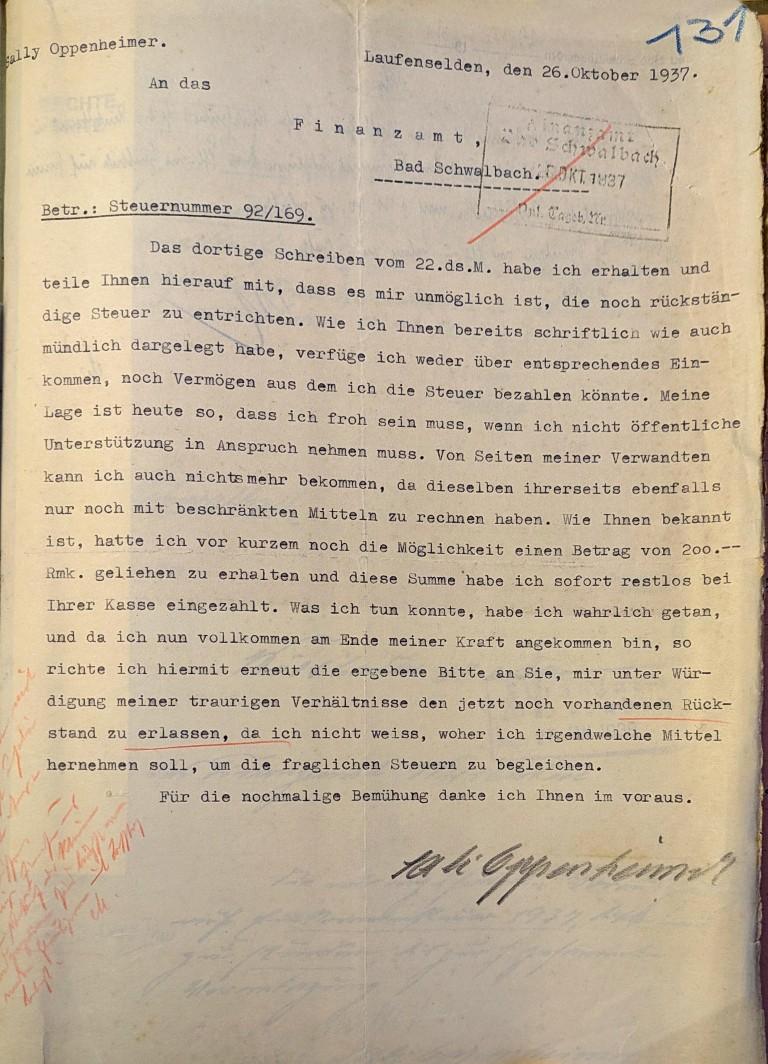 131
Sally Oppenheimer.
Laufenselden, den 26.Oktober 1937.
An das
Finanzamt,
Bad Schwalbach.
Finanzamt
Bad Schwalbach
OKT.1937
Betr.: Steuernummer 92/169.
Das dortige Schreiben vom 22.ds.M. habe ich erhalten und
teile Ihnen hierauf mit, dass es mir unmöglich ist, die noch rückstän-
dige Steuer zu entrichten. Wie ich Ihnen bereits schriftlich wie auch
mündlich dargelegt habe, verfüge ich weder über entsprechendes Ein-
kommen, noch Vermögen aus dem ich die Steuer bezahlen könnte. Meine
Lage ist heute so, dass ich froh sein muss, wenn ich nicht öffentliche
Unterstützung in Anspruch nehmen muss. Von Seiten meiner Verwandten
kann ich auch nichtsmehr bekommen, da dieselben ihrerseits ebenfalls
nur noch mit beschränkten Mitteln zu rechnen haben. Wie Ihnen bekannt
ist, hatte ich vor kurzem noch die Möglichkeit einen Betrag von 2oo.--
Rmk. geliehen zu erhalten und diese Summe habe ich sofort restlos bei
Ihrer Kasse eingezahlt. Was ich tun konnte, habe ich wahrlich getan,
und da ich nun vollkommen am Ende meiner Kraft angekommen bin, so
richte ich hiermit erneut die ergebene Bitte an Sie, mir unter Wür-
digung meiner traurigen Verhältnisse den jetzt noch vorhandenen Rück-
stand zu erlassen, da ich nicht weiss, woher ich irgendwelche Mittel
hernehmen soll, um die fraglichen Steuern zu begleichen.
Für die nochmalige Bemühung danke ich Ihnen im voraus.
Sali Oppenheimer